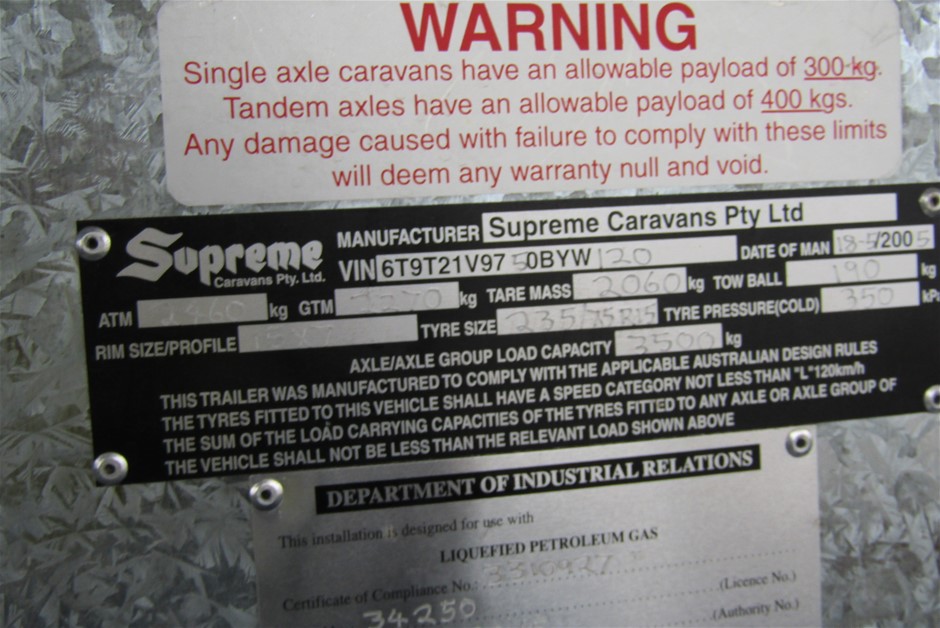 WARNING
Single axle caravans have an allowable payload of 300 kg.
Tandem axles have an allowable payload of 400 kgs.
Any damage caused with failure to comply with these limits
will deem any warranty null and void.
Supreme
Caravans Pty. Ltd.
MANUFACTURER Supreme Caravans Pty Ltd
VIN 6T9T21V97 50BYW 120 DATE OF MAN 18-5/2005
ATM 2460 kg GTM 2270 kg TARE MASS 2060 kg TOW BALL 190 kg
RIM SIZE/PROFILE 15X7 TYRE SIZE 235/75R15 TYRE PRESSURE(COLD) 350 kPa
AXLE/AXLE GROUP LOAD CAPACITY 3500 kg
THIS TRAILER WAS MANUFACTURED TO COMPLY WITH THE APPLICABLE AUSTRALIAN DESIGN RULES
THE TYRES FITTED TO THIS VEHICLE SHALL HAVE A SPEED CATEGORY NOT LESS THAN "L"120km/h
THE SUM OF THE LOAD CARRYING CAPACITIES OF THE TYRES FITTED TO ANY AXLE OR AXLE GROUP OF
THE VEHICLE SHALL NOT BE LESS THAN THE RELEVANT LOAD SHOWN ABOVE
DEPARTMENT OF INDUSTRIAL RELATIONS
This installation is designed for use with
LIQUEFIED PETROLEUM GAS
Certificate of Compliance No.
(Licence No.)
34250 (Authority No.)